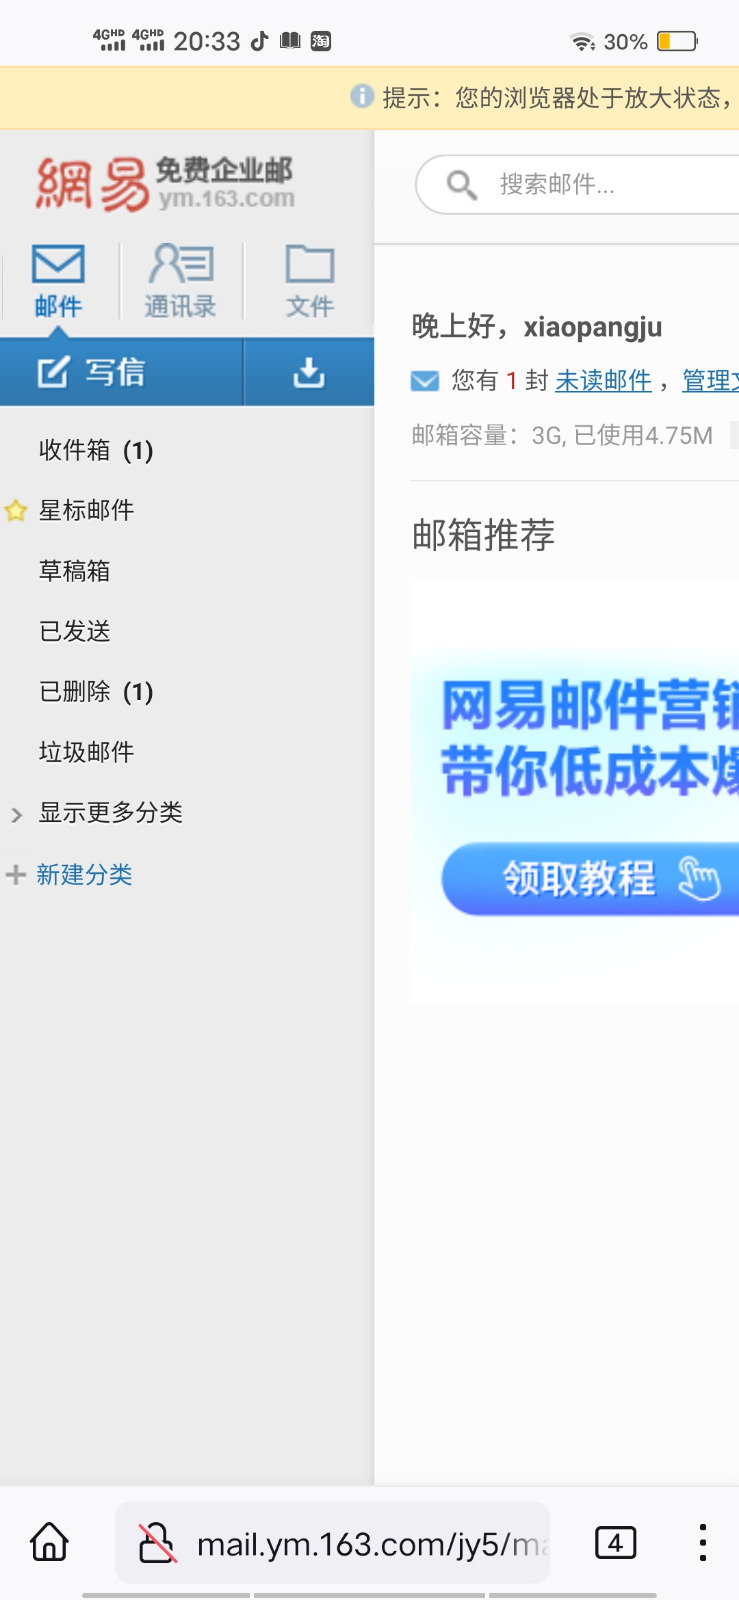 4GHD 4GHD 20:33 淘 30%
提示：您的浏览器处于放大状态，
網易 免费企业邮
ym.163.com
搜索邮件...
邮件 通讯录 文件
写信
晚上好，xiaopangju
您有 1 封 未读邮件 ，管理文
邮箱容量：3G, 已使用4.75M
收件箱 (1)
星标邮件
草稿箱
已发送
已删除 (1)
垃圾邮件
显示更多分类
新建分类
邮箱推荐
网易邮件营销
带你低成本爆
领取教程
mail.ym.163.com/jy5/ma
4